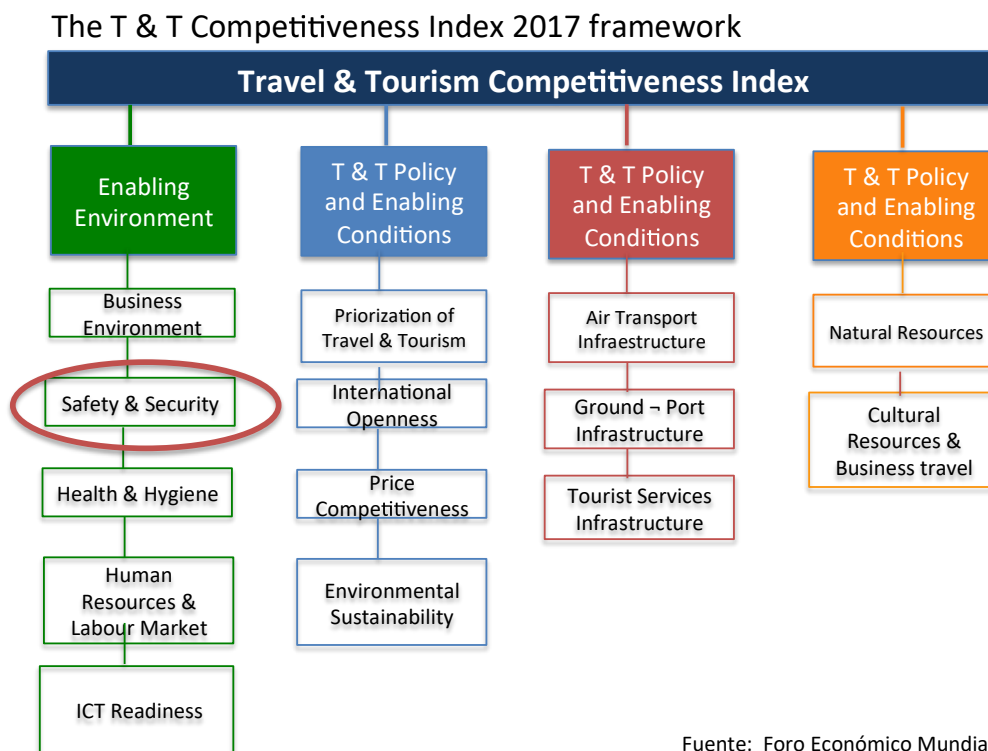 The T & T Competitiveness Index 2017 framework
Travel & Tourism Competitiveness Index
Enabling
Environment
Business
Environment
Safety & Security
Health & Hygiene
Human
Resources &
Labour Market
ICT Readiness
T & T Policy
and Enabling
Conditions
Priorization of
Travel & Tourism
International
Openness
Price
Competitiveness
Environmental
Sustainability
T & T Policy
and Enabling
Conditions
Air Transport
Infraestructure
Ground ¬ Port
Infrastructure
Tourist Services
Infrastructure
T & T Policy
and Enabling
Conditions
Natural Resources
Cultural
Resources &
Business travel
Fuente: Foro Económico Mundia